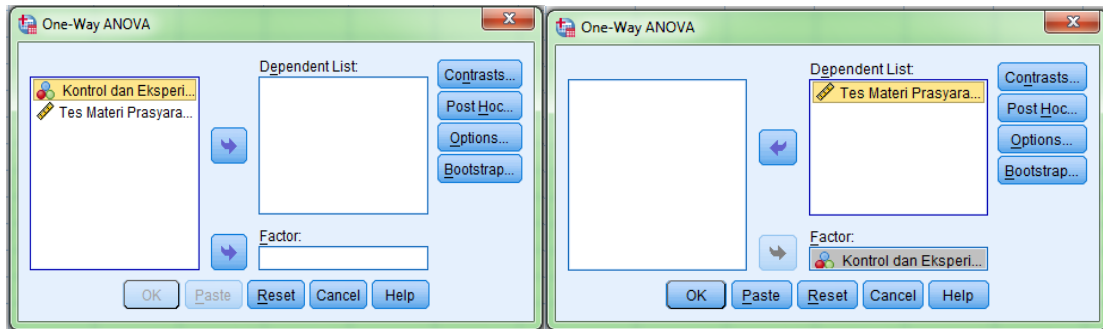 One-Way ANOVA
Kontrol dan Eksperi...
Tes Materi Prasyara...
Dependent List:
Factor:
Contrasts...
Post Hoc...
Options...
Bootstrap...
OK
Paste
Reset
Cancel
Help
One-Way ANOVA
Dependent List:
Tes Materi Prasyara...
Factor:
Kontrol dan Eksperi...
Contrasts...
Post Hoc...
Options...
Bootstrap...
OK
Paste
Reset
Cancel
Help